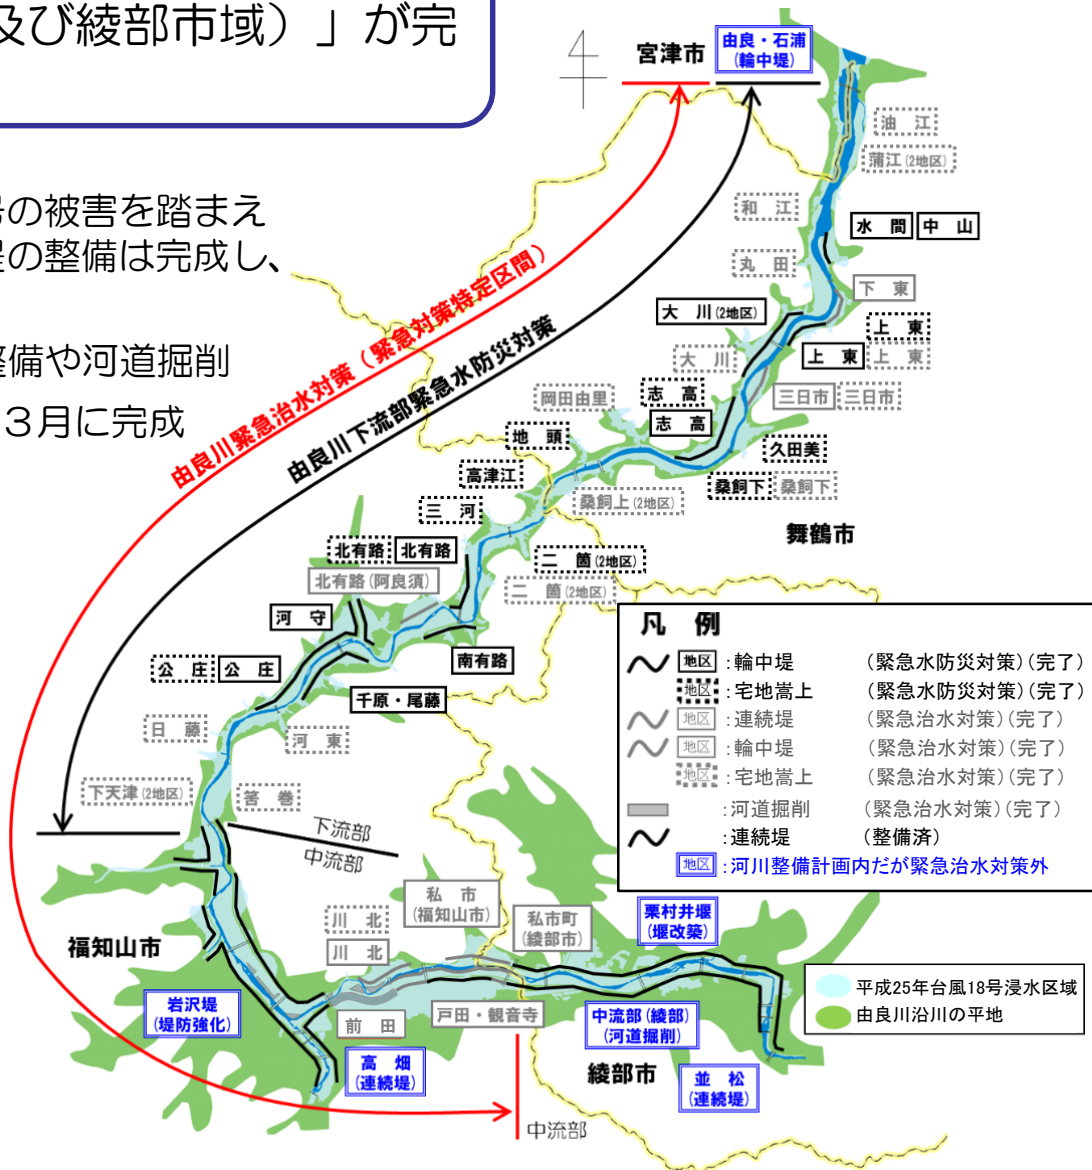 及び綾部市域）」が完
号の被害を踏まえ
堤の整備は完成し、
整備や河道掘削
３月に完成
宮津市
由良・石浦
(輪中堤)
油 江
蒲江(2地区)
和 江
水 間
中 山
丸 田
下 東
大 川(2地区)
上 東
大 川
上 東
上 東
岡田由里
志 高
三日市
三日市
志 高
地 頭
久田美
高津江
桑飼下
桑飼下
桑飼上(2地区)
三 河
舞鶴市
北有路
北有路
二 箇(2地区)
北有路(阿良須)
二 箇(2地区)
河 守
南有路
公 庄
公 庄
千原・尾藤
日 藤
河 東
下天津(2地区)
筈 巻
由良川緊急治水対策（緊急対策特定区間）
由良川下流部緊急水防災対策
下流部
中流部
凡 例
地区 :輪中堤 (緊急水防災対策)(完了)
地区 :宅地嵩上 (緊急水防災対策)(完了)
地区 :連続堤 (緊急治水対策)(完了)
地区 :輪中堤 (緊急治水対策)(完了)
地区 :宅地嵩上 (緊急治水対策)(完了)
:河道掘削 (緊急治水対策)(完了)
:連続堤 (整備済)
地区 :河川整備計画内だが緊急治水対策外
私 市
(福知山市)
私市町
(綾部市)
栗村井堰
(堰改築)
川 北
川 北
福知山市
平成25年台風18号浸水区域
由良川沿川の平地
岩沢堤
(堤防強化)
前 田
戸田・観音寺
中流部(綾部)
(河道掘削)
高 畑
(連続堤)
綾部市
並 松
(連続堤)
中流部